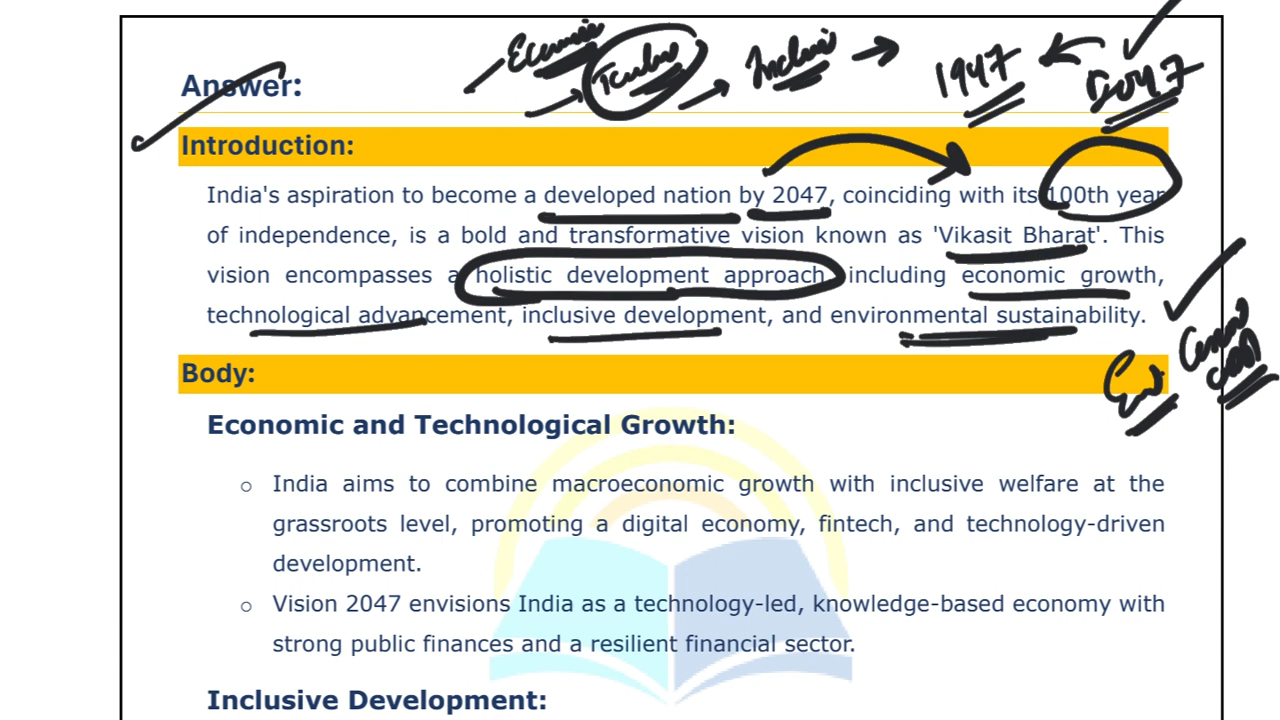 1947
2047
Answer:
Introduction:
India's aspiration to become a developed nation by 2047, coinciding with its 100th year
of independence, is a bold and transformative vision known as 'Vikasit Bharat'. This
vision encompasses a holistic development approach including economic growth,
technological advancement, inclusive development, and environmental sustainability.
Body:
Economic and Technological Growth:
o India aims to combine macroeconomic growth with inclusive welfare at the
grassroots level, promoting a digital economy, fintech, and technology-driven
development.
o Vision 2047 envisions India as a technology-led, knowledge-based economy with
strong public finances and a resilient financial sector.
Inclusive Development: